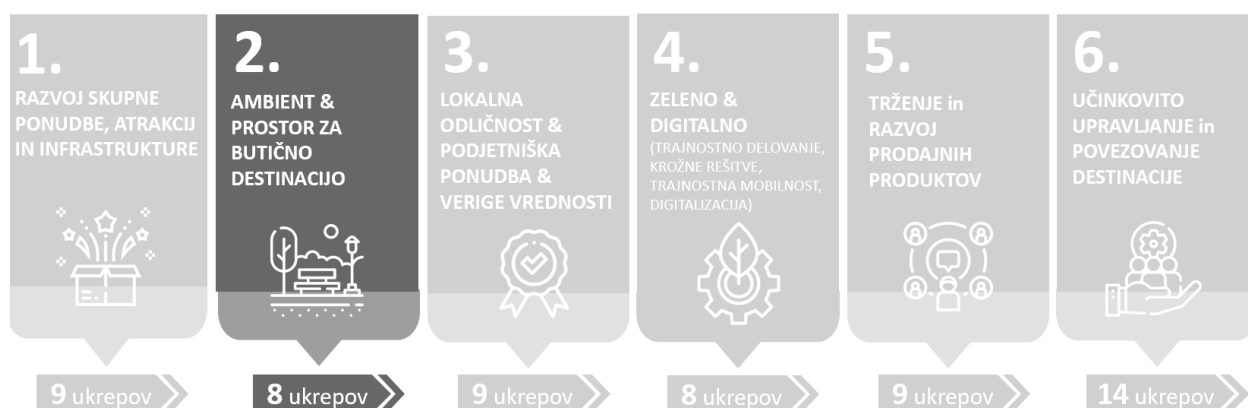 1.
RAZVOJ SKUPNE
PONUDBE, ATRAKCIJ
IN INFRASTRUKTURE
9 ukrepov
2.
AMBIENT &
PROSTOR ZA
BUTIČNO
DESTINACIJO
8 ukrepov
3.
LOKALNA
ODLIČNOST &
PODJETNIŠKA
PONUDBA &
VERIGE VREDNOSTI
9 ukrepov
4.
ZELENO &
DIGITALNO
(TRAJNOSTNO DELOVANJE,
KROŽNE REŠITVE,
TRAJNOSTNA MOBILNOST,
DIGITALIZACIJA)
8 ukrepov
5.
TRŽENJE in
RAZVOJ
PRODAJNIH
PRODUKTOV
9 ukrepov
6.
UČINKOVITO
UPRAVLJANJE in
POVEZOVANJE
DESTINACIJE
14 ukrepov